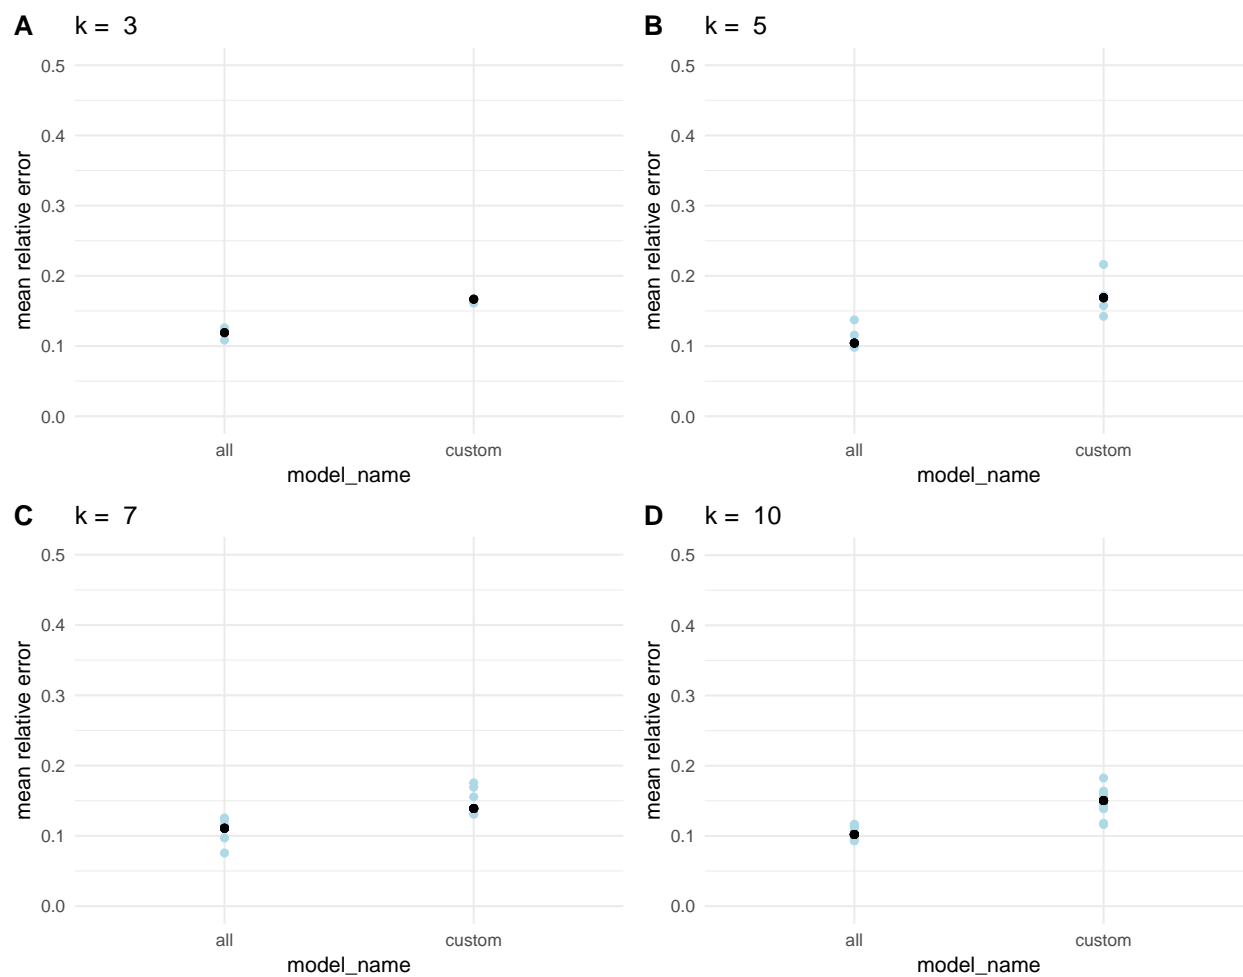 A k = 3
0.5
0.4
0.3
0.2
0.1
0.0
mean relative error
all custom
model_name
B k = 5
0.5
0.4
0.3
0.2
0.1
0.0
mean relative error
all custom
model_name
C k = 7
0.5
0.4
0.3
0.2
0.1
0.0
mean relative error
all custom
model_name
D k = 10
0.5
0.4
0.3
0.2
0.1
0.0
mean relative error
all custom
model_name